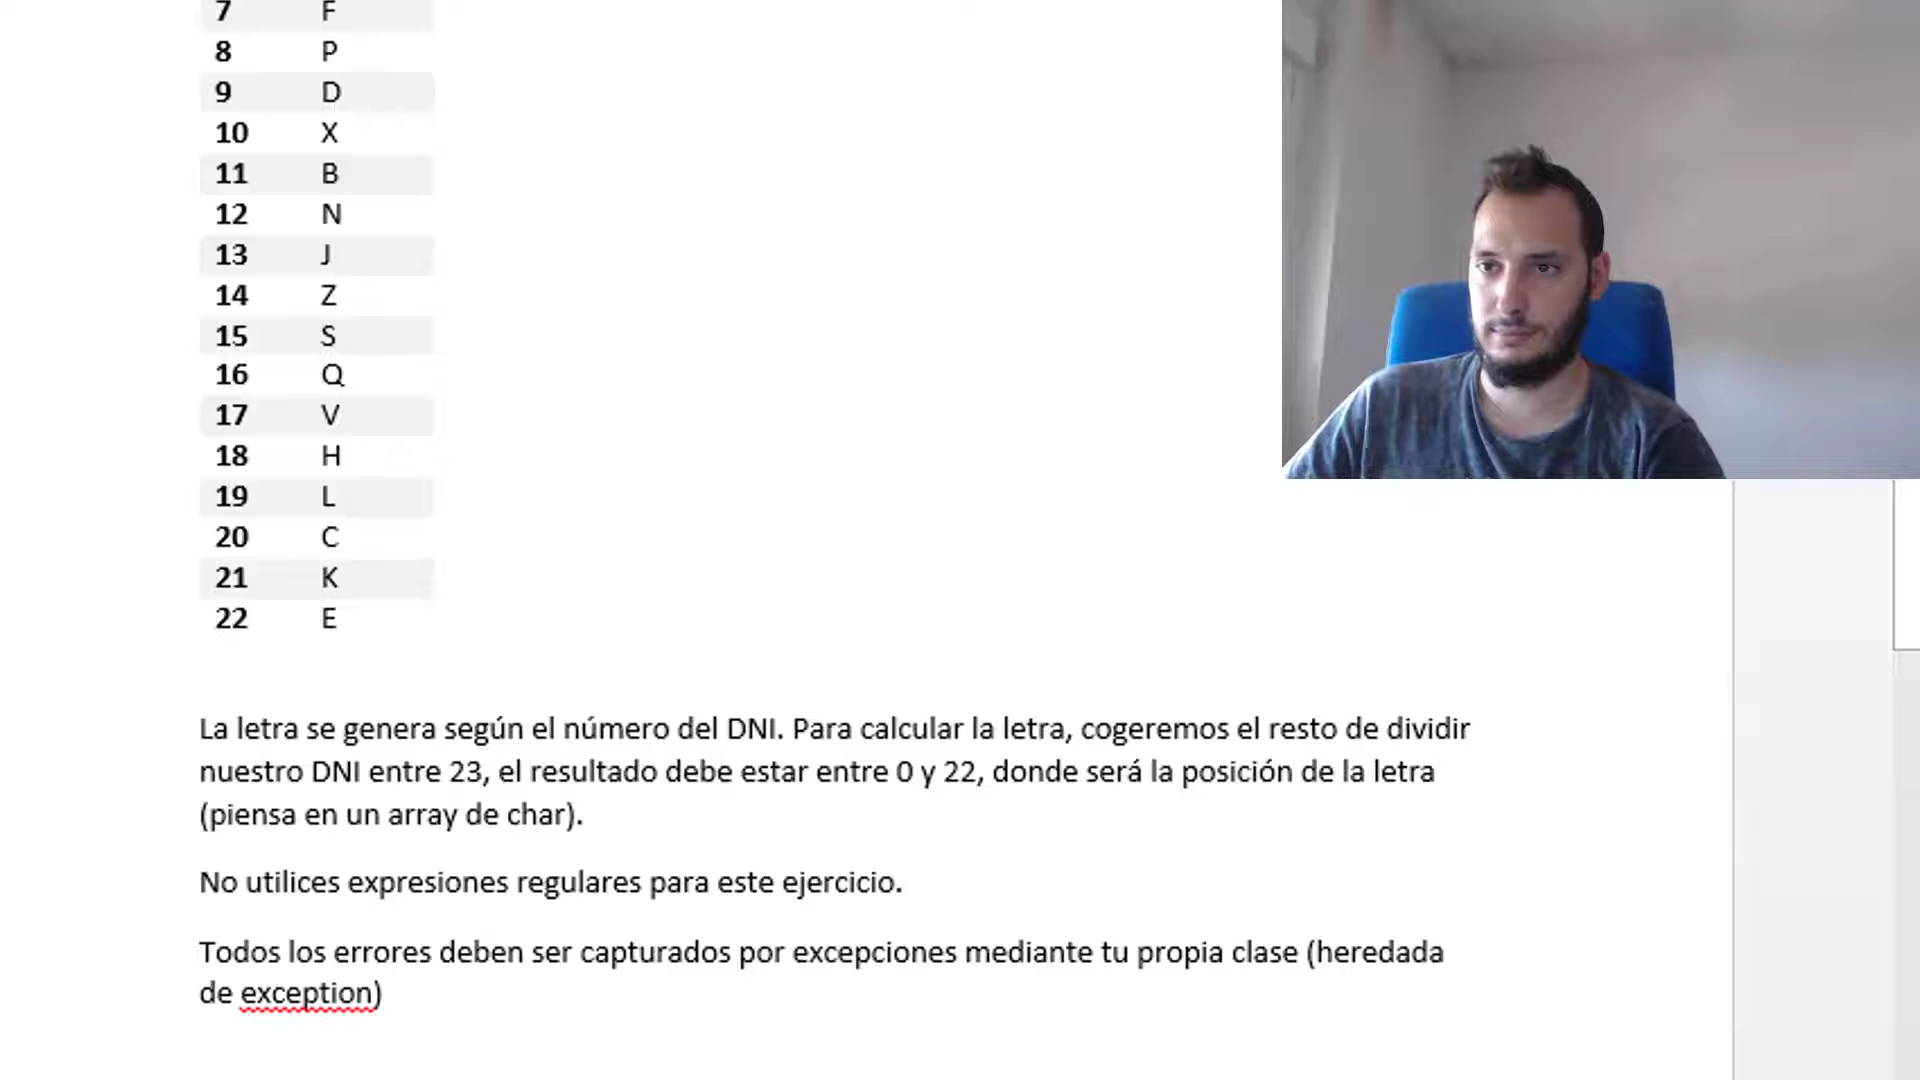 7 F
8 P
9 D
10 X
11 B
12 N
13 J
14 Z
15 S
16 Q
17 V
18 H
19 L
20 C
21 K
22 E
La letra se genera según el número del DNI. Para calcular la letra, cogeremos el resto de dividir
nuestro DNI entre 23, el resultado debe estar entre 0 y 22, donde será la posición de la letra
(piensa en un array de char).
No utilices expresiones regulares para este ejercicio.
Todos los errores deben ser capturados por excepciones mediante tu propia clase (heredada
de exception)